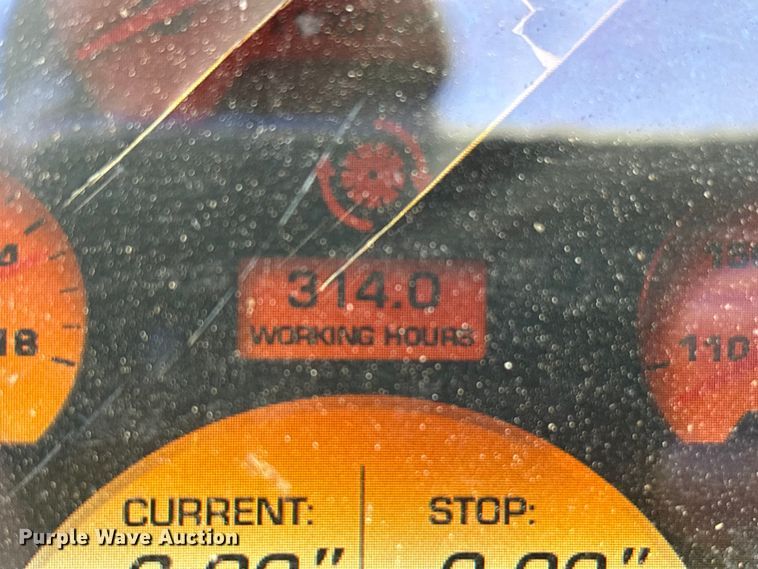 314.0
WORKING HOURS
18
110
CURRENT: STOP:
Purple Wave Auction